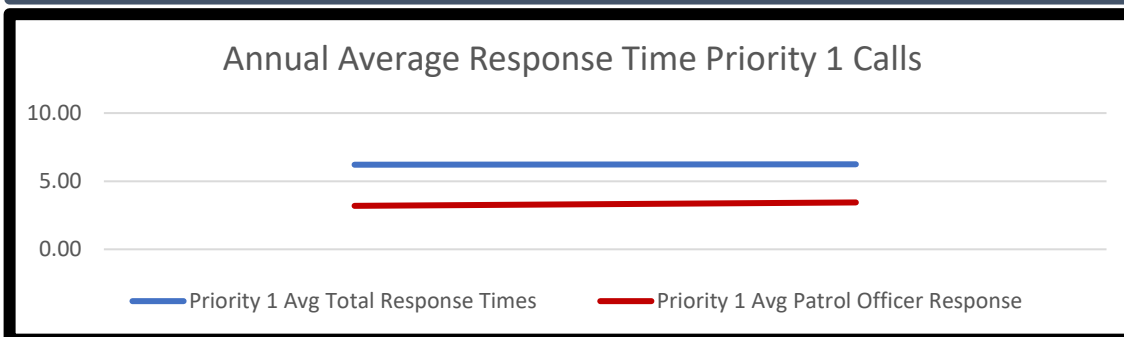 Annual Average Response Time Priority 1 Calls
10.00
5.00
0.00
Priority 1 Avg Total Response Times Priority 1 Avg Patrol Officer Response